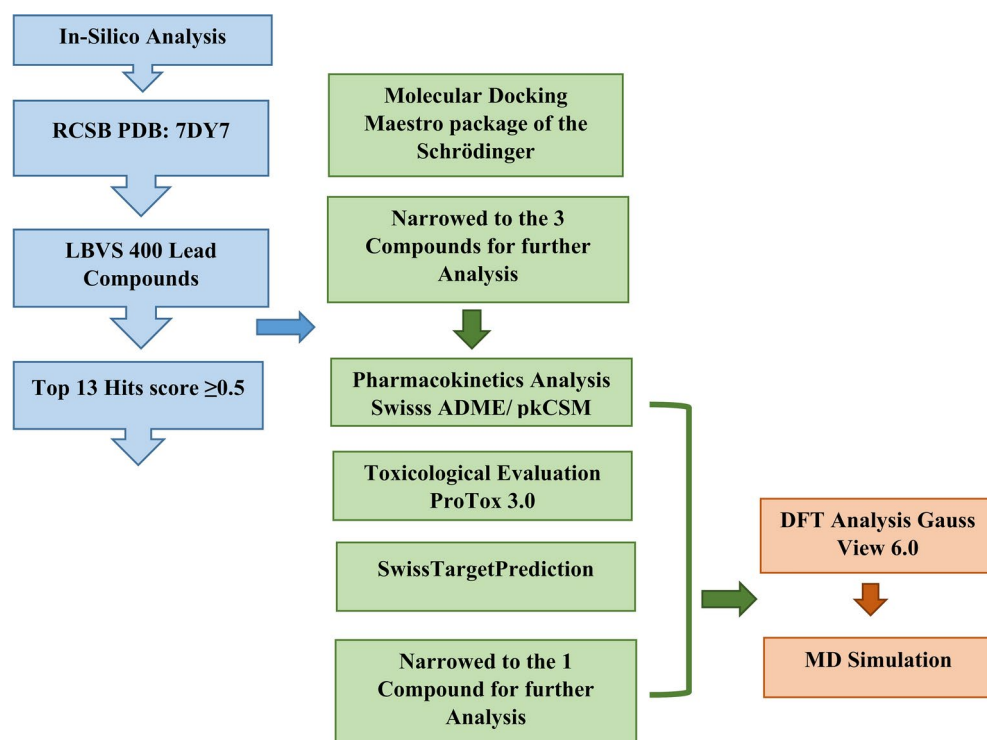 In-Silico Analysis
RCSB PDB: 7DY7
LBVS 400 Lead
Compounds
Top 13 Hits score ≥0.5
Molecular Docking
Maestro package of the
Schrödinger
Narrowed to the 3
Compounds for further
Analysis
Pharmacokinetics Analysis
Swisss ADME/ pkCSM
Toxicological Evaluation
ProTox 3.0
SwissTargetPrediction
Narrowed to the 1
Compound for further
Analysis
DFT Analysis Gauss
View 6.0
MD Simulation